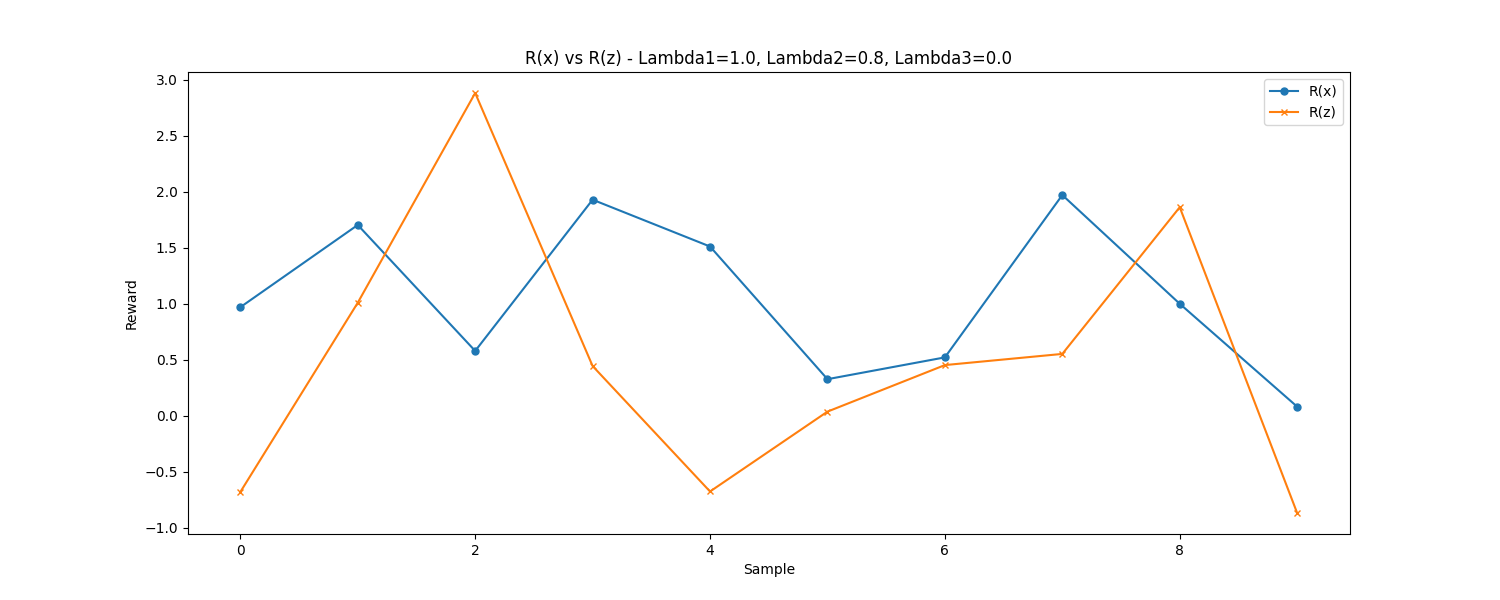 R(x) vs R(z) - Lambda1=1.0, Lambda2=0.8, Lambda3=0.0
R(x)
R(z)
3.0
2.5
2.0
1.5
1.0
0.5
0.0
−0.5
−1.0
Reward
0 2 4 6 8
Sample